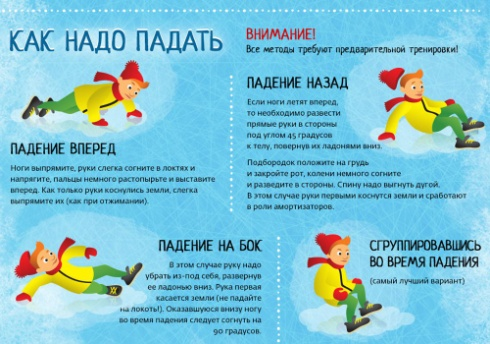 КАК НАДО ПАДАТЬ
ВНИМАНИЕ!
Все методы требуют предварительной тренировки!
ПАДЕНИЕ ВПЕРЕД
Ноги выпрямите, руки слегка согните в локтях и
напрягите, пальцы немного растопырьте и выставите
вперед. Как только руки коснулись земли, слегка
выпрямите их (как при отжимании).
ПАДЕНИЕ НАЗАД
Если ноги летят вперед,
то необходимо развести
прямые руки в стороны
под углом 45 градусов
к телу, повернув их ладонями вниз.
Подбородок положите на грудь
и закройте рот, колени немного согните
и разведите в стороны. Спину надо выгнуть дугой.
В этом случае руки первыми коснутся земли и сработают
в роли амортизаторов.
ПАДЕНИЕ НА БОК
В этом случае руку надо
убрать из-под себя, развернув
ее ладонью вниз. Рука первая
касается земли (не падайте
на локоть!). Оказавшуюся внизу ногу
во время падения следует согнуть на
90 градусов.
СГРУППИРОВАВШИСЬ
ВО ВРЕМЯ ПАДЕНИЯ
(самый лучший вариант)